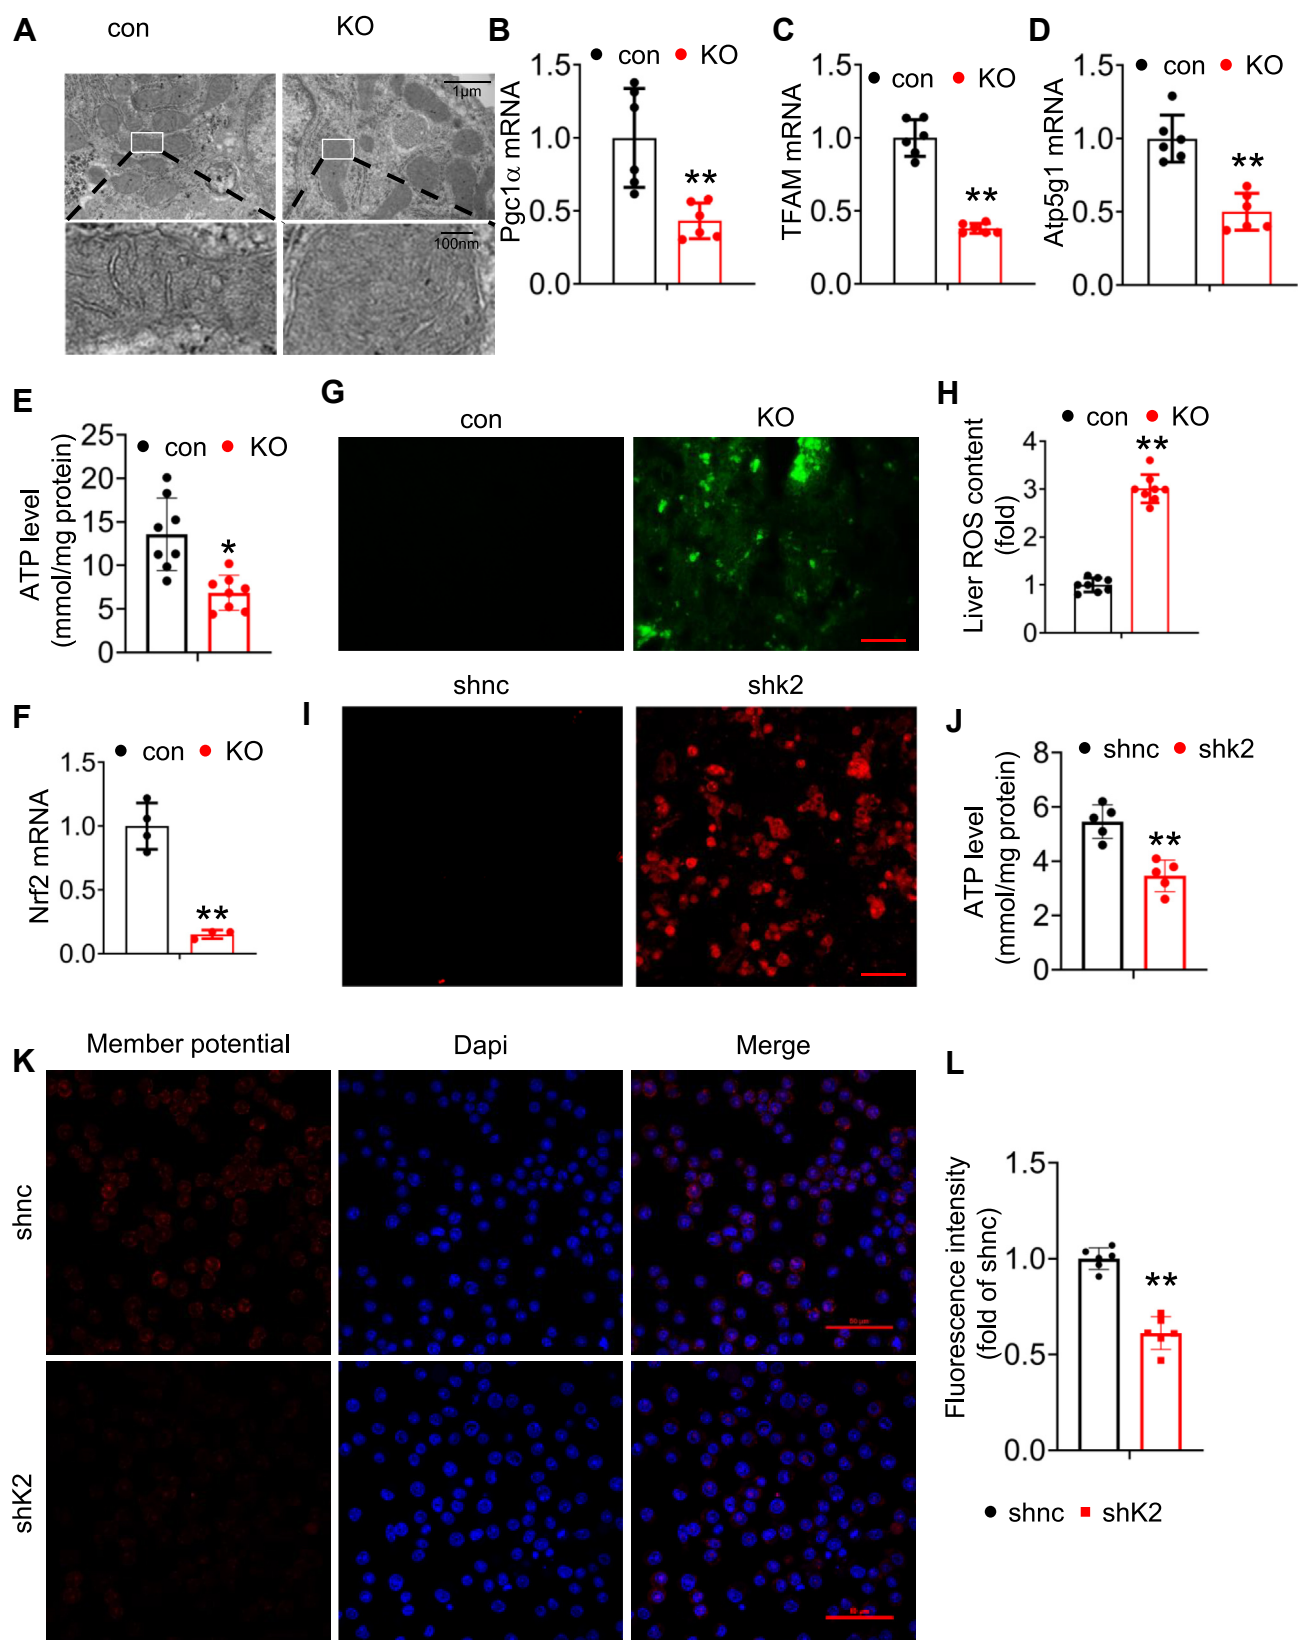 A
con
KO
1μm
100nm
B
con
KO
Pgc1α mRNA
1.5
1.0
0.5
0.0
**
C
con
KO
TFAM mRNA
1.5
1.0
0.5
0.0
**
D
con
KO
Atp5g1 mRNA
1.5
1.0
0.5
0.0
**
E
con
KO
ATP level
(mmol/mg protein)
25
20
15
10
5
0
*
G
con
KO
H
con
KO
Liver ROS content
(fold)
4
3
2
1
0
**
F
con
KO
Nrf2 mRNA
1.5
1.0
0.5
0.0
**
I
shnc
shk2
J
shnc
shk2
ATP level
(mmol/mg protein)
8
6
4
2
0
**
K
Member potential
Dapi
Merge
shnc
shK2
50 μm
50 μm
L
Fluorescence intensity
(fold of shnc)
1.5
1.0
0.5
0.0
**
shnc
shK2